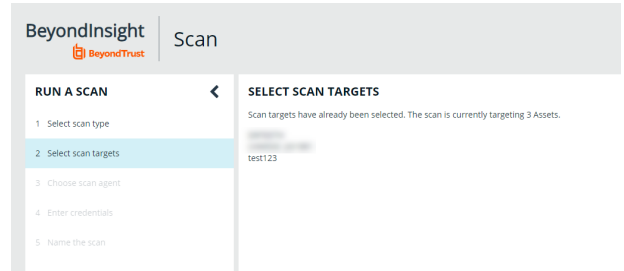 BeyondInsight
BeyondTrust
Scan
RUN A SCAN
1 Select scan type
2 Select scan targets
3 Choose scan agent
4 Enter credentials
5 Name the scan
SELECT SCAN TARGETS
Scan targets have already been selected. The scan is currently targeting 3 Assets.
test123